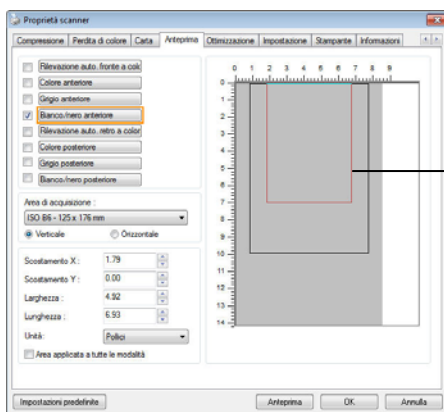 Proprietà scanner
Compressione Perdita di colore Carta Anteprima Ottimizzazione Impostazione Stampante Informazioni
Rilevazione auto. fronte a colo
Colore anteriore
Grigio anteriore
Bianco/nero anteriore
Rilevazione auto. retro a color
Colore posteriore
Grigio posteriore
Bianco/nero posteriore
Area di acquisizione :
ISO B6 - 125 x 176 mm
Verticale Orizzontale
Scostamento X : 1.79
Scostamento Y : 0.00
Larghezza : 4.92
Lunghezza : 6.93
Unità: Pollici
Area applicata a tutte le modalità
0 1 2 3 4 5 6 7 8 9
0
1
2
3
4
5
6
7
8
9
10
11
12
13
14
Impostazioni predefinite Anteprima OK Annulla